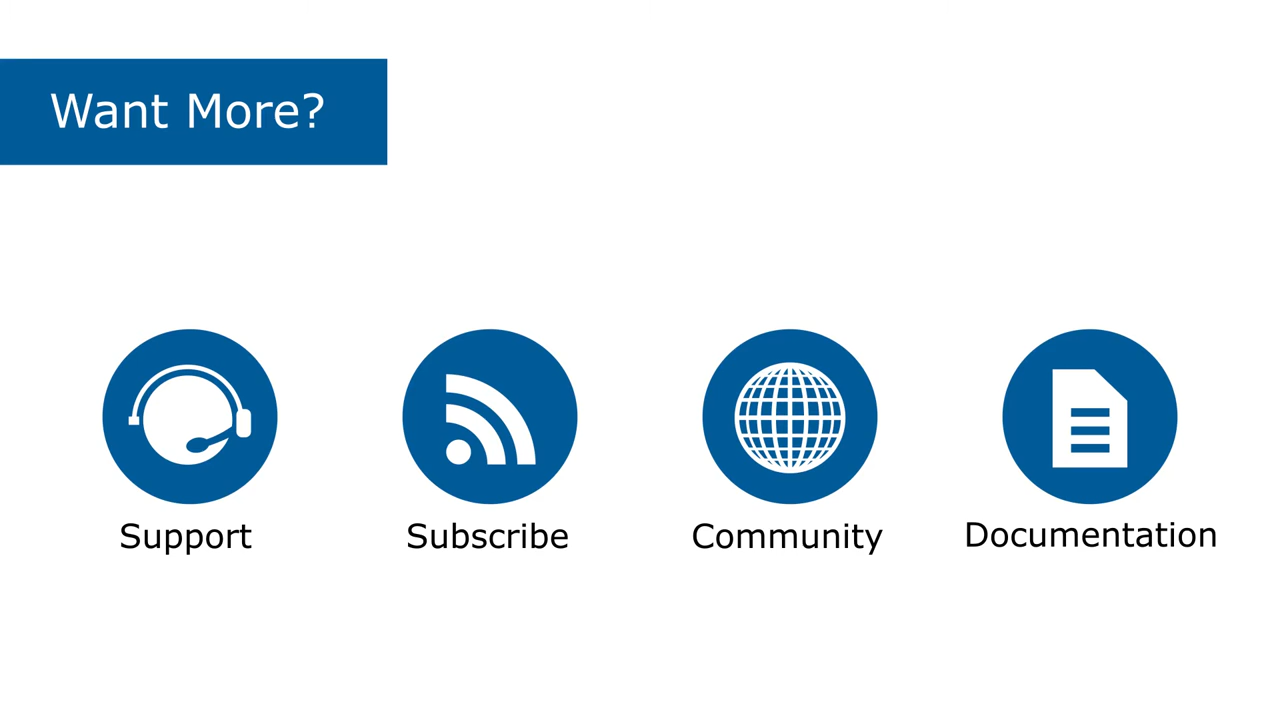 Want More?
Support
Subscribe
Community
Documentation